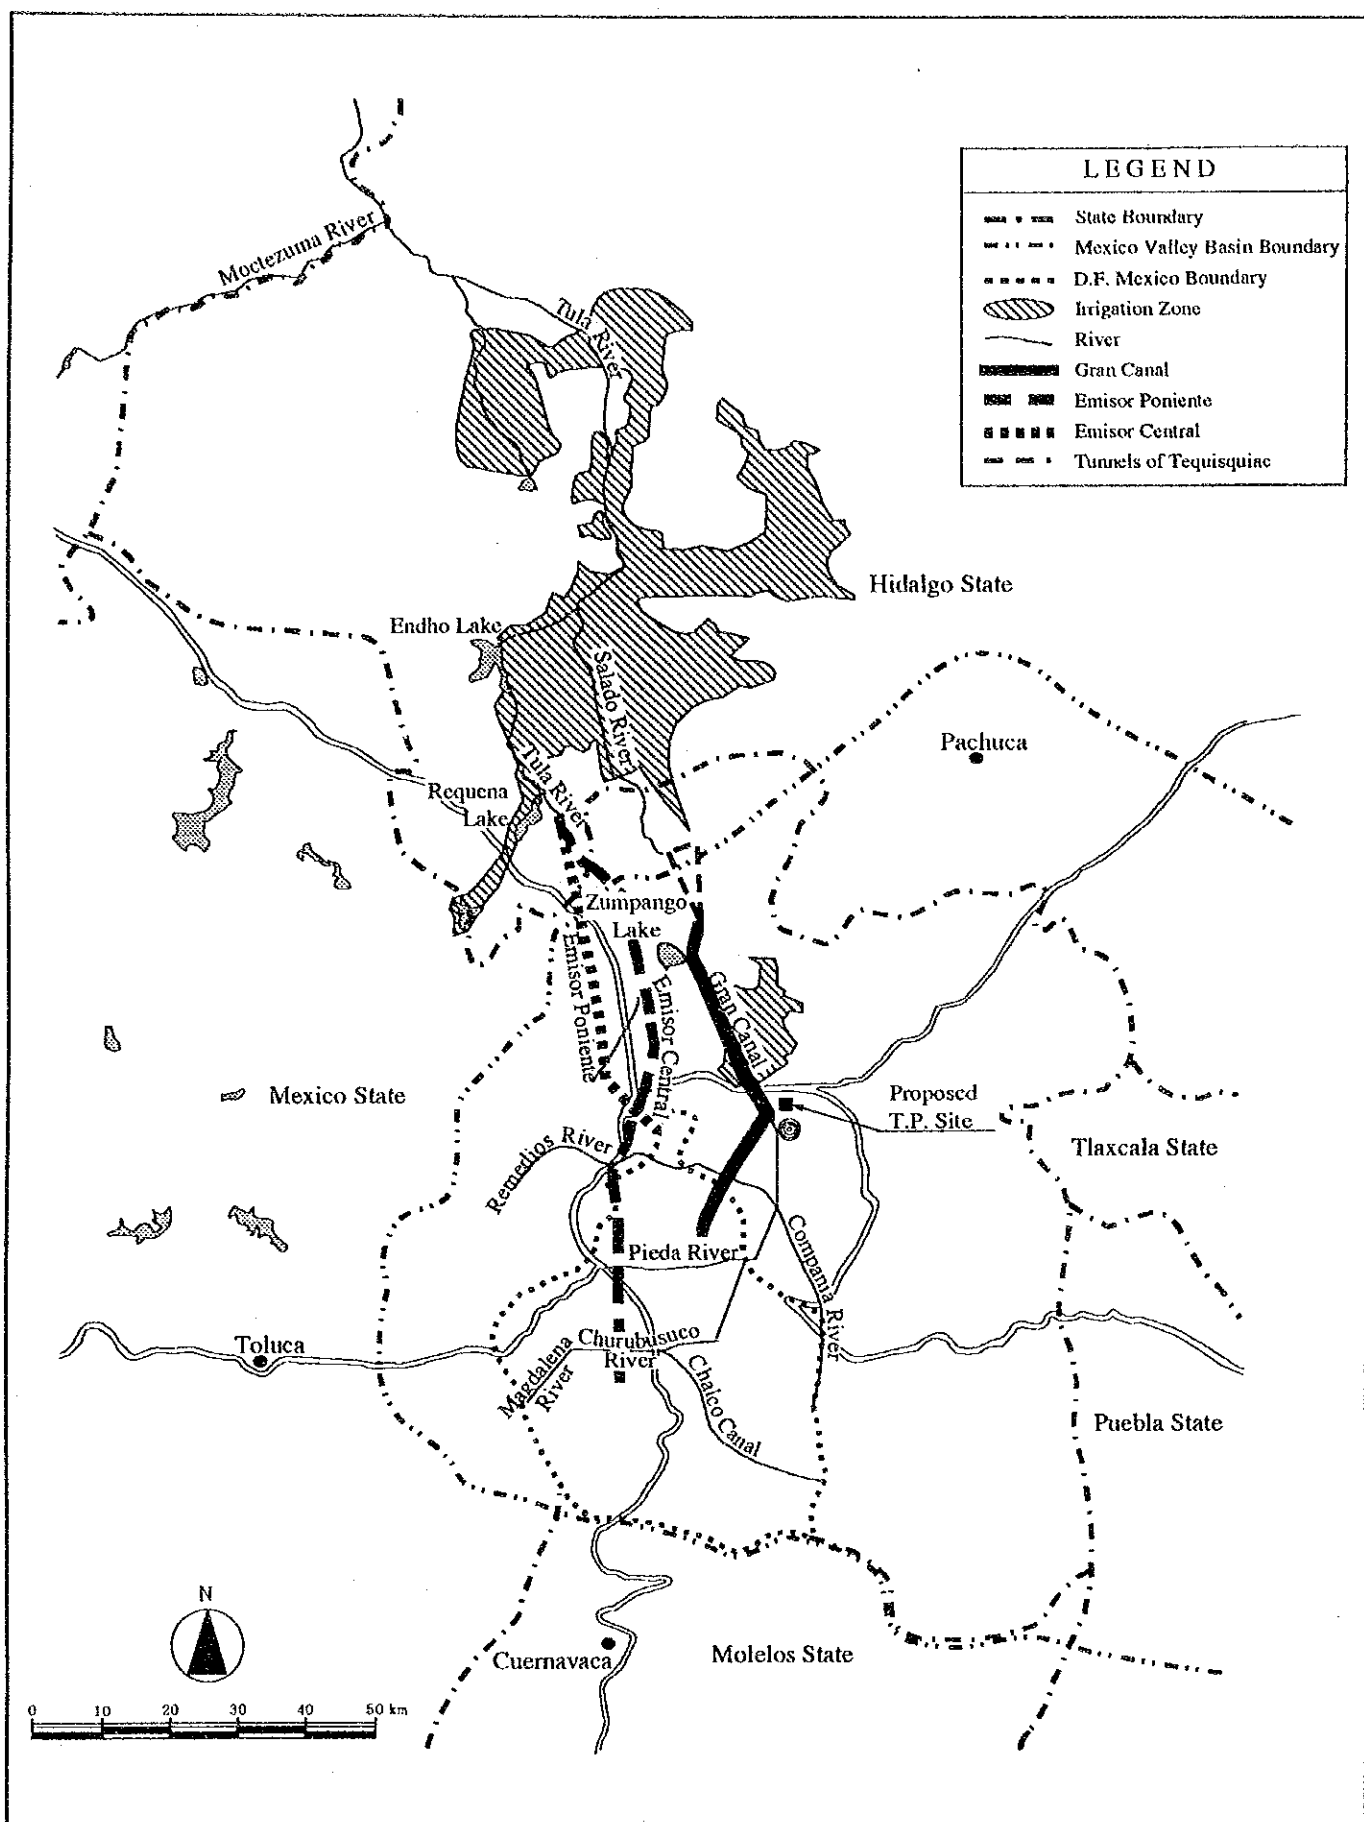 LEGEND
State Boundary
Mexico Valley Basin Boundary
D.F. Mexico Boundary
Irrigation Zone
River
Gran Canal
Emisor Poniente
Emisor Central
Tunnels of Tequisquiac
Moctezuma River
Tula River
Hidalgo State
Endho Lake
Salado River
Pachuca
Tula River
Requena
Lake
Zumpango
Lake
Emisor Poniente
Emisor Central
Gran Canal
Mexico State
Proposed
T.P. Site
Remedios River
Tlaxcala State
Pieda River
Compania River
Toluca
Churubusuco
River
Magdalena
River
Chalco Canal
Puebla State
N
Cuernavaca
Molelos State
0 10 20 30 40 50 km